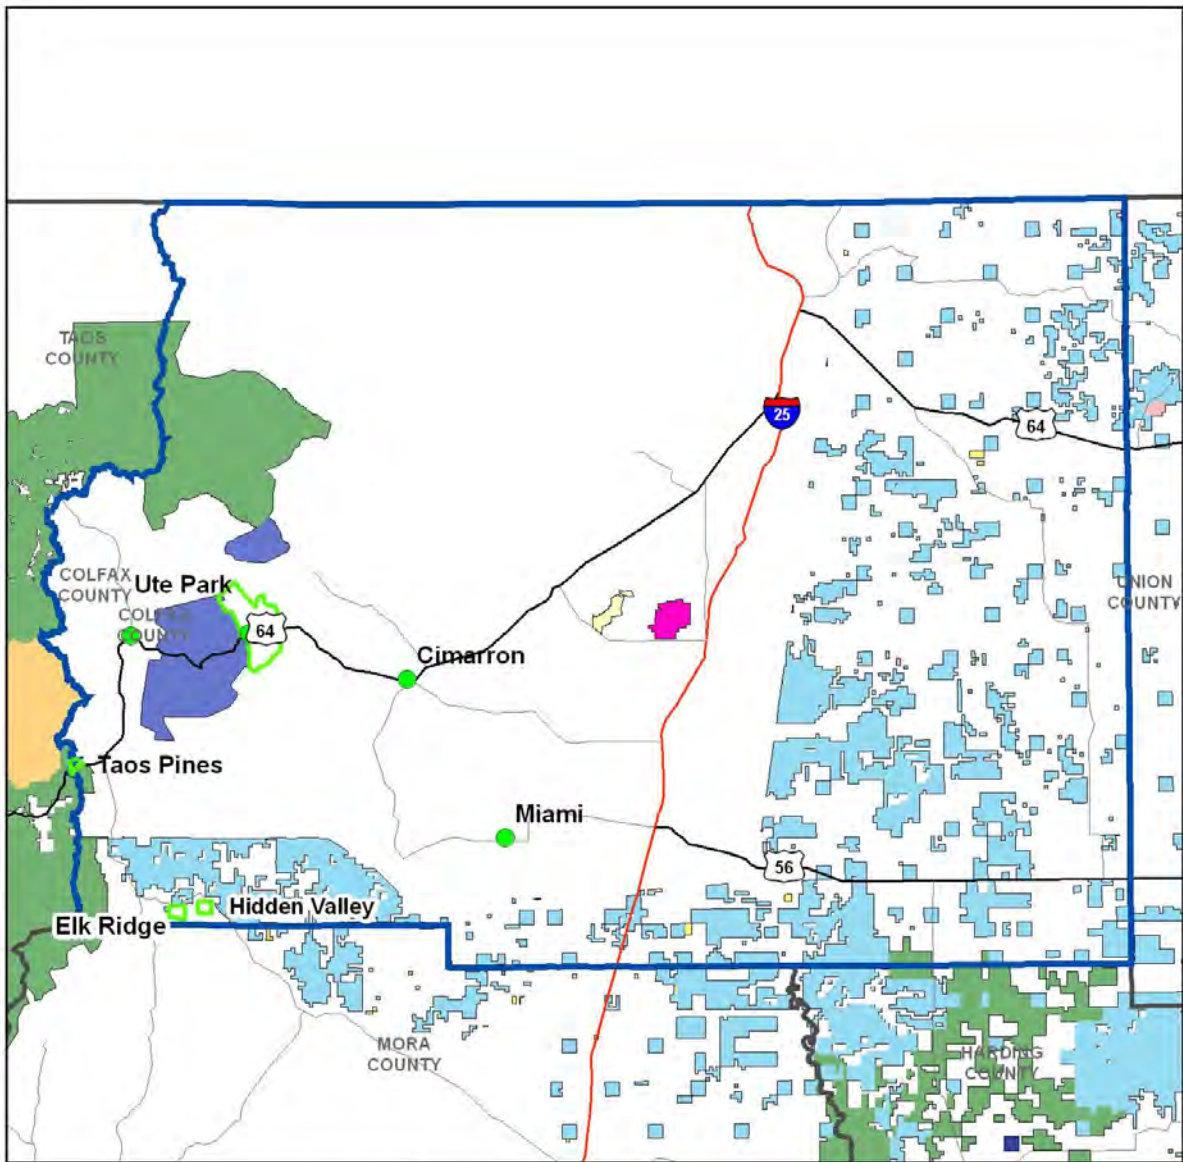 TAOS
COUNTY
25
64
COLFAX
COUNTY
Ute Park
COLFAX
COUNTY
64
UNION
COUNTY
Cimarron
Taos Pines
Miami
56
Hidden Valley
Elk Ridge
MORA
COUNTY
HARDING
COUNTY